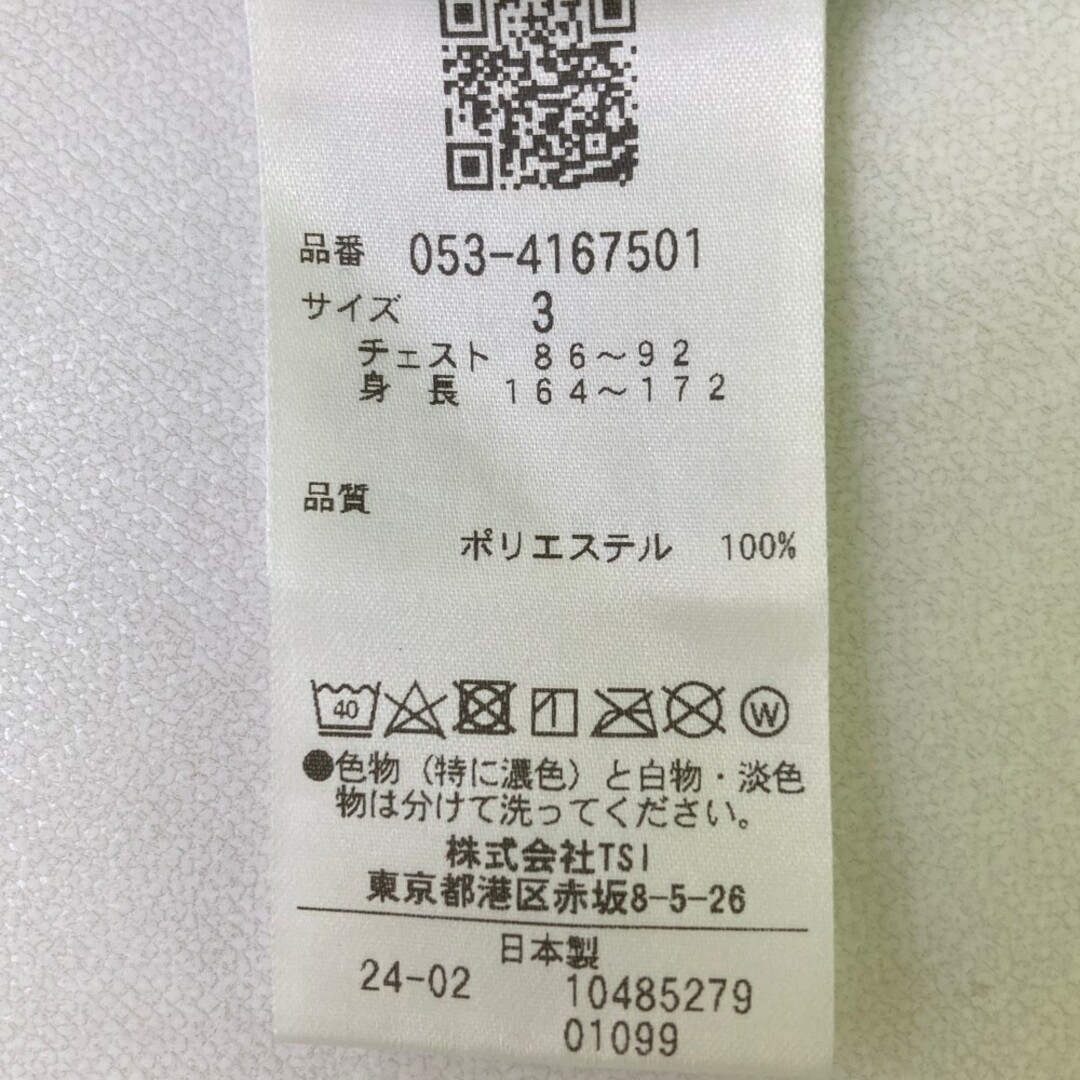 品番 053-4167501
サイズ 3
チェスト 86～92
身長 164～172
品質
ポリエステル 100%
40 W
●色物（特に濃色）と白物・淡色
物は分けて洗ってください。
株式会社TSI
東京都港区赤坂8-5-26
日本製
24-02 10485279
01099